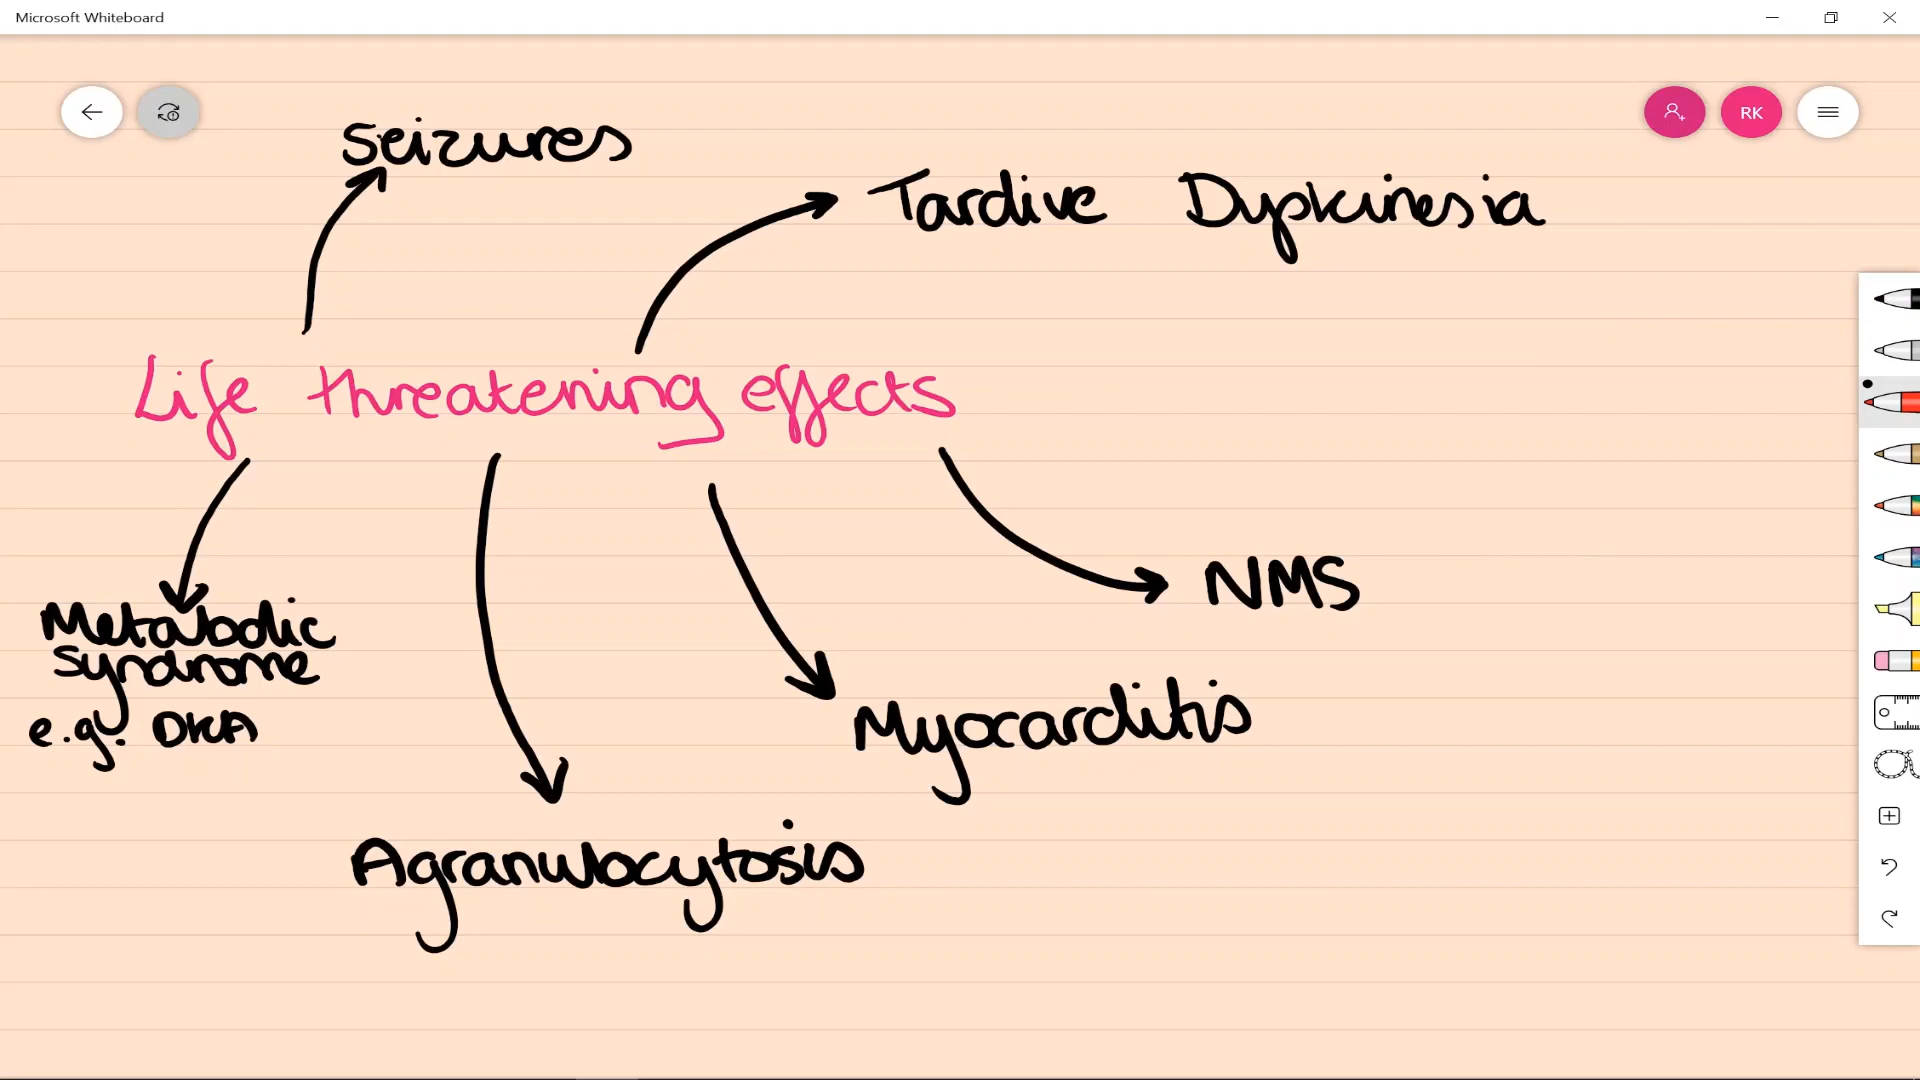 Microsoft Whiteboard
RK
Seizures
Tardive Dyskinesia
Life threatening effects
NMS
Metabolic
syndrome
e.g. DKA
Myocarditis
Agranulocytosis